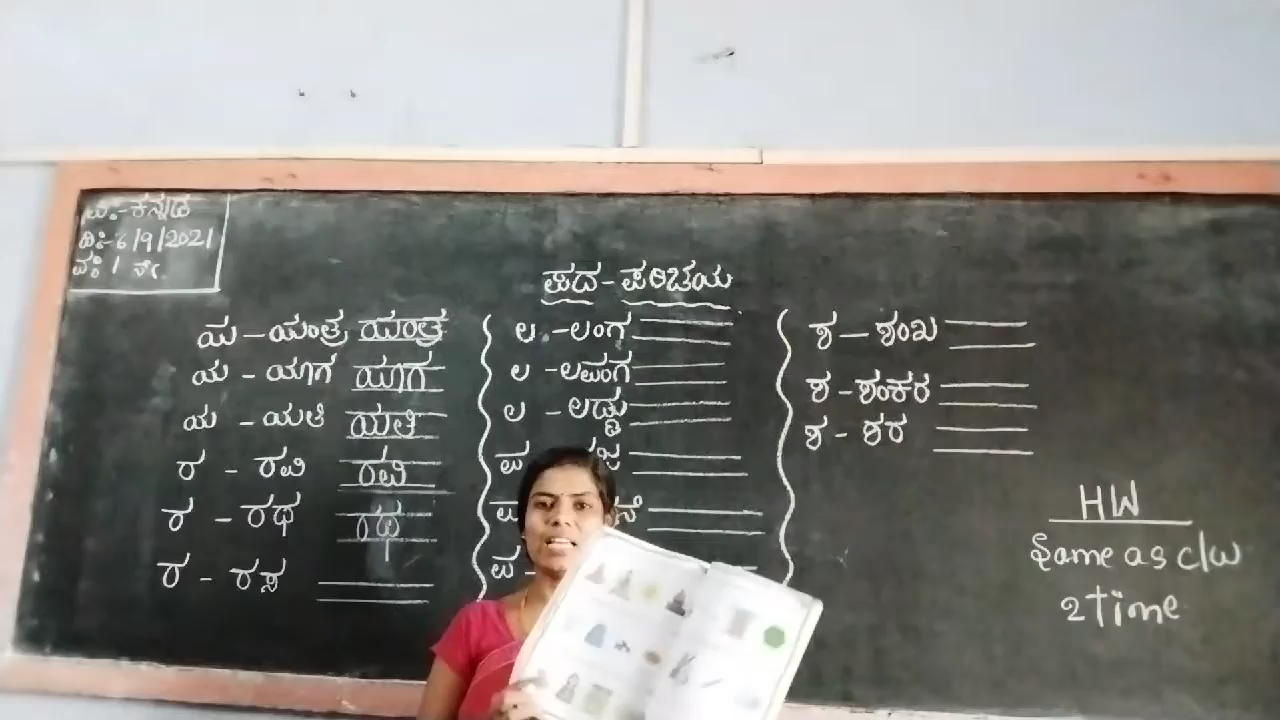 ವಿ:-ಕನ್ನಡ
ದಿ:-6/9/2021
1 ನೇ.
ಪದ-ಪರಿಚಯ
ಯ-ಯಂತ್ರ ಯಂತ್ರ
ಯ - ಯಾಗ ಯಾಗ
ಯ - ಯತಿ ಯತಿ
ರ - ರವಿ ರವಿ
ರ - ರಥ ರಥ
ರ - ರಸ್ತ
ಲ -ಲಂಗ
ಲ -ಲವಂಗ
ಲ -ಲಡ್ಡು
ವ
ವ
ವ -
ಶ-ಶಂಖ
ಶ-ಶಂಕರ
ಶ- ಶರ
HW
Same as c/w
2 time